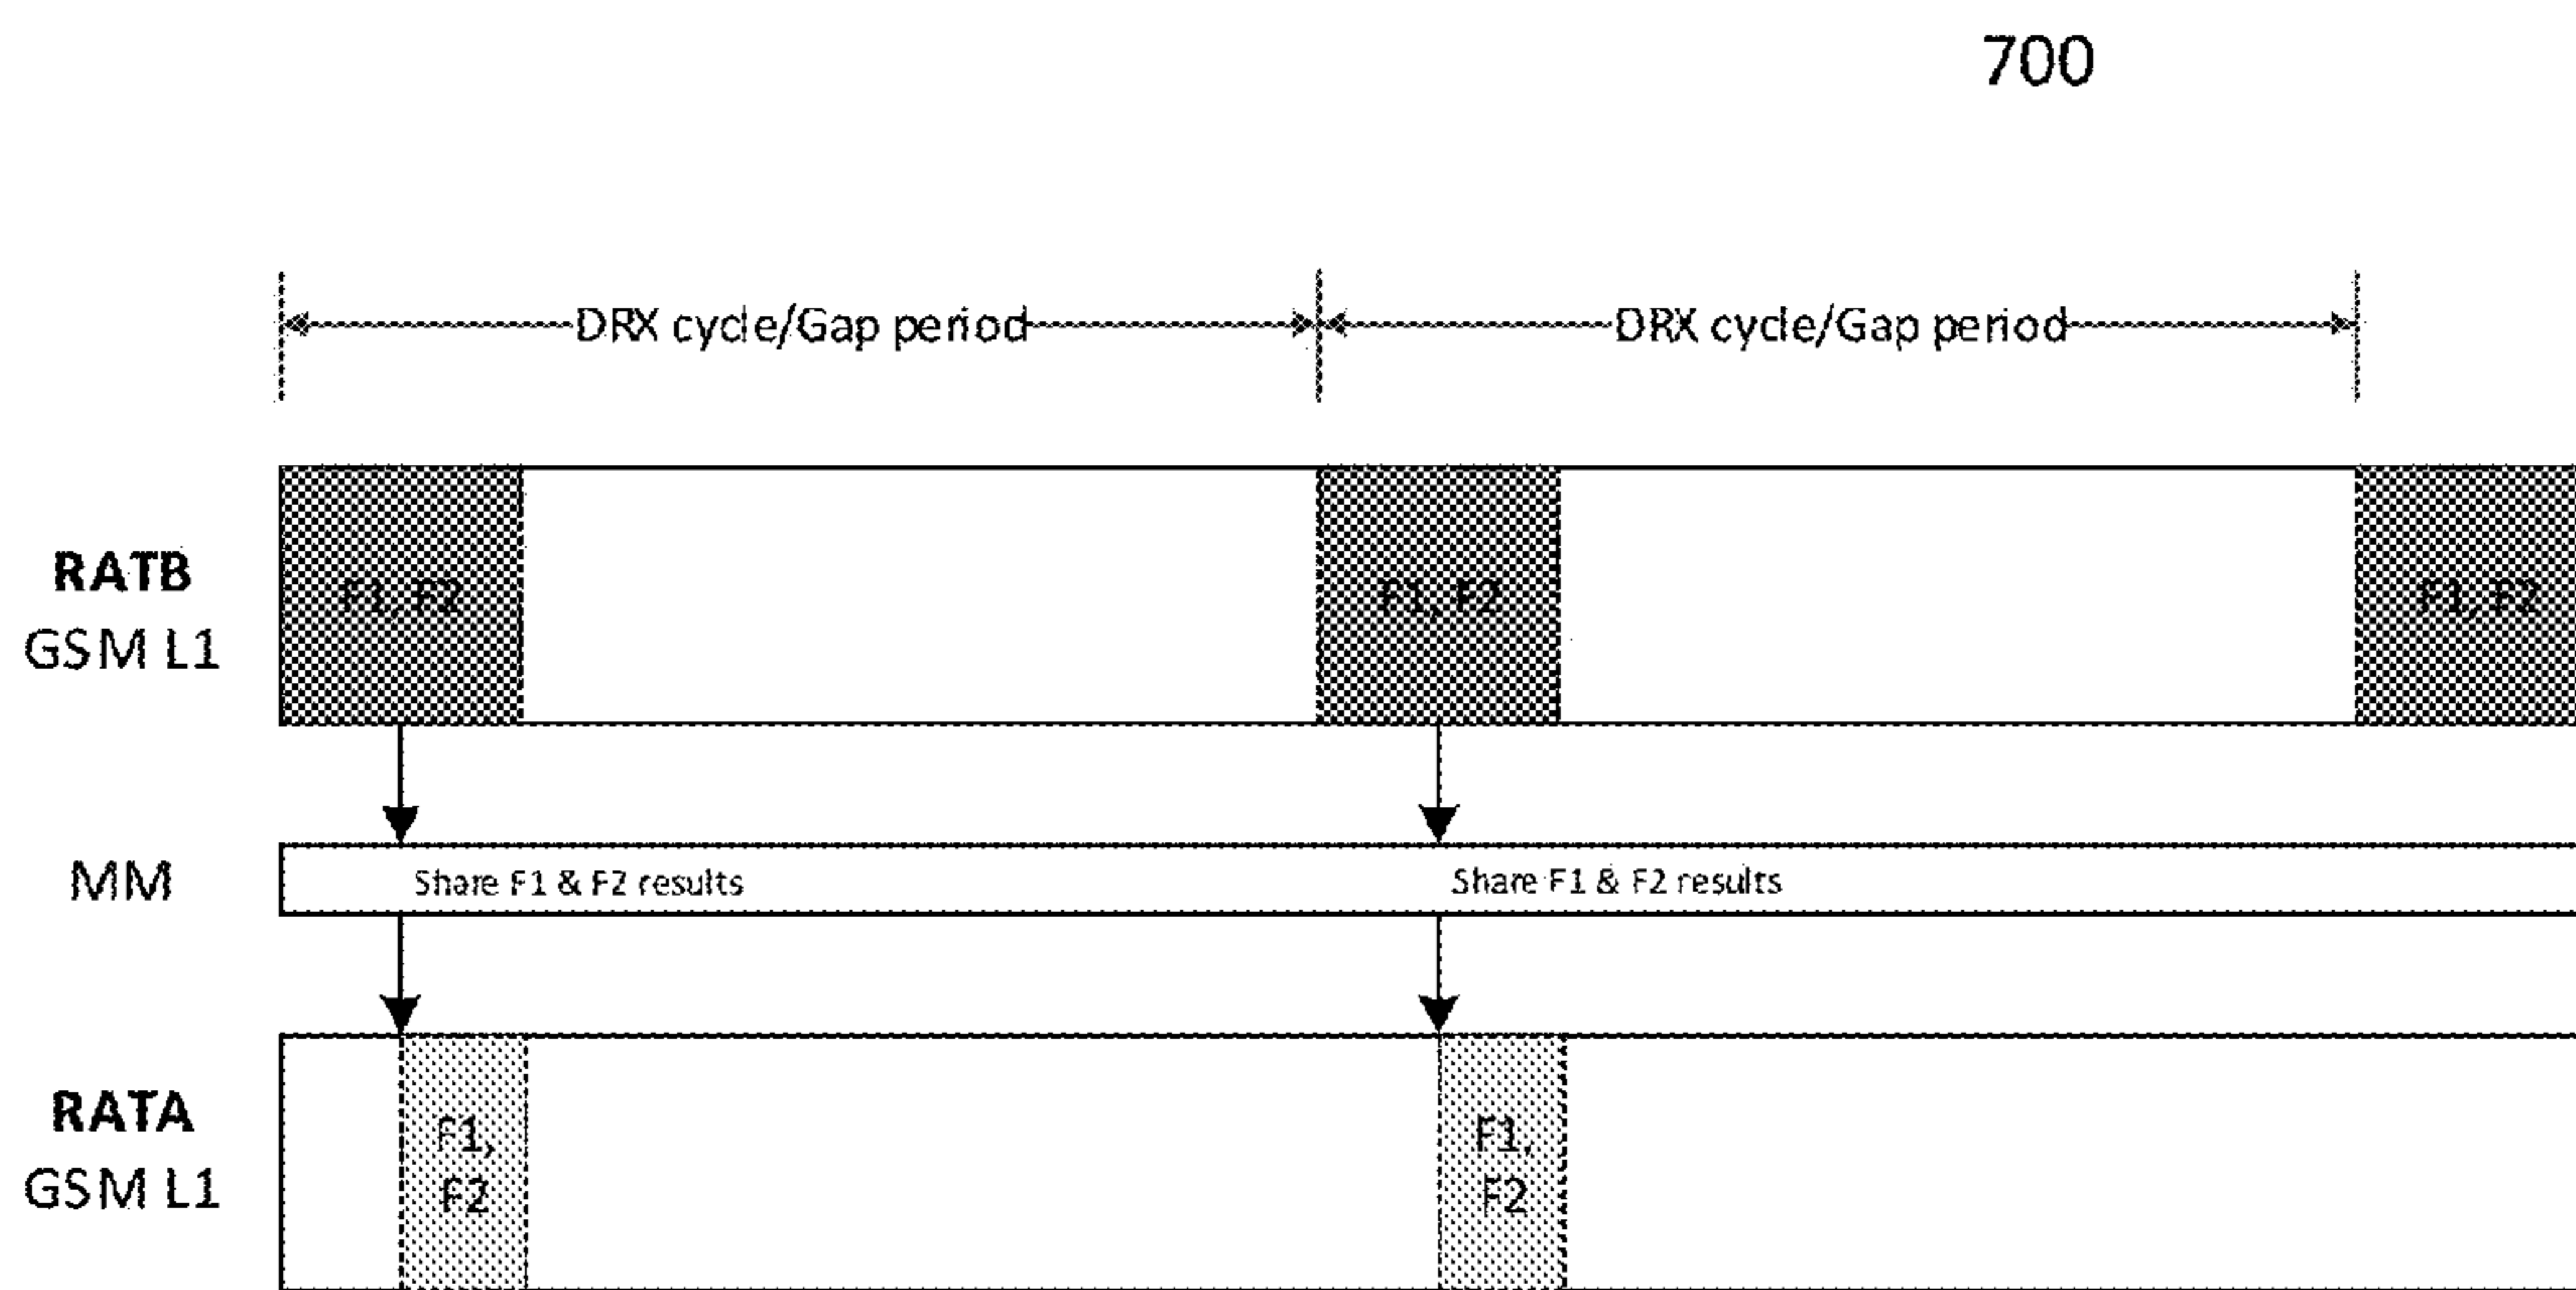 700
DRX cycle/Gap period
DRX cycle/Gap period
RATB
GSM L1
F1, F2
F1, F2
F1, F2
MM
Share F1 & F2 results
Share F1 & F2 results
RATA
GSM L1
F1,
F2
F1,
F2